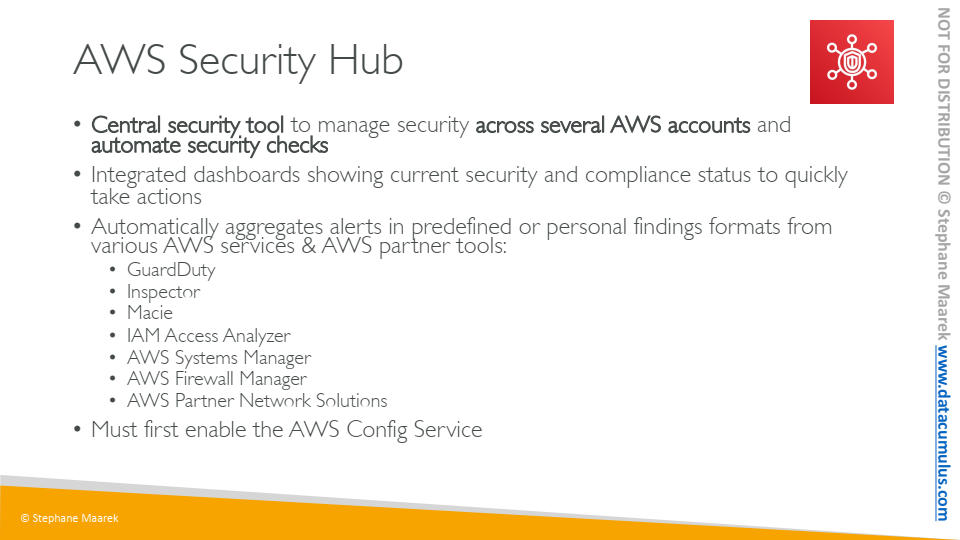 AWS Security Hub
• Central security tool to manage security across several AWS accounts and
automate security checks
• Integrated dashboards showing current security and compliance status to quickly
take actions
• Automatically aggregates alerts in predefined or personal findings formats from
various AWS services & AWS partner tools:
• GuardDuty
• Inspector
• Macie
• IAM Access Analyzer
• AWS Systems Manager
• AWS Firewall Manager
• AWS Partner Network Solutions
• Must first enable the AWS Config Service
© Stephane Maarek
NOT FOR DISTRIBUTION © Stephane Maarek www.datacumulus.com